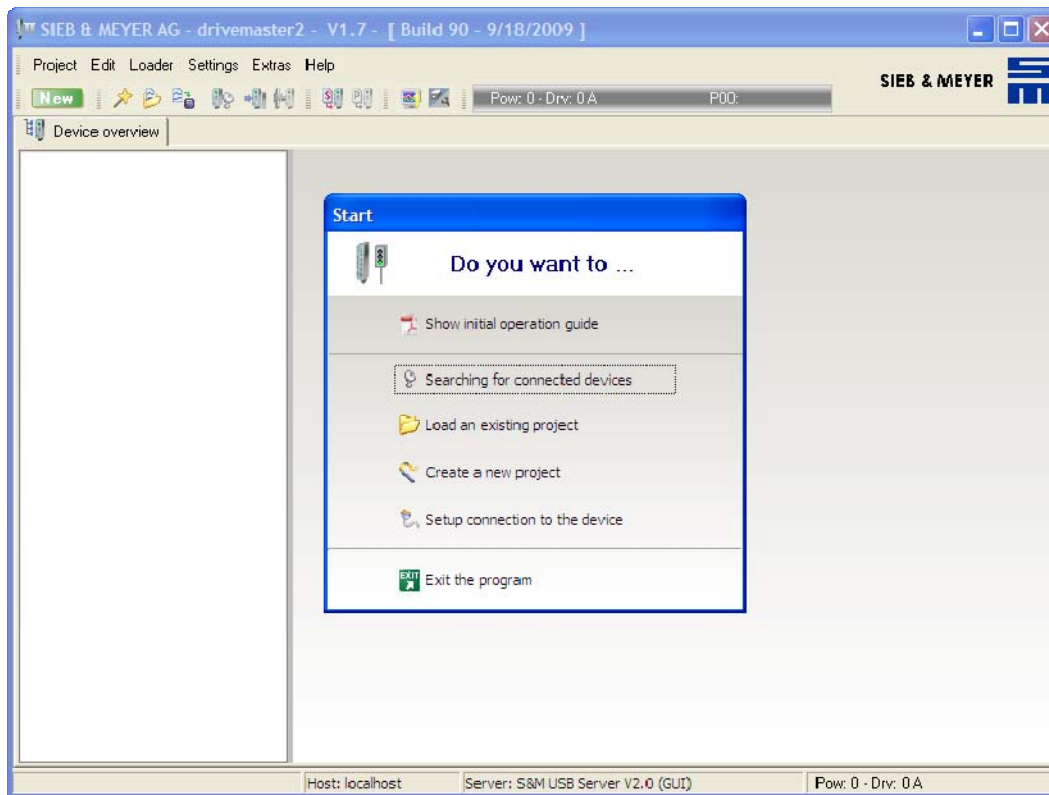 SIEB & MEYER AG - drivemaster2 - V1.7 - [ Build 90 - 9/18/2009 ]
Project Edit Loader Settings Extras Help
SIEB & MEYER
New
Pow: 0 - Drv: 0 A P00:
Device overview
Start
Do you want to ...
Show initial operation guide
Searching for connected devices
Load an existing project
Create a new project
Setup connection to the device
EXIT Exit the program
Host: localhost Server: S&M USB Server V2.0 (GUI) Pow: 0 - Drv: 0 A